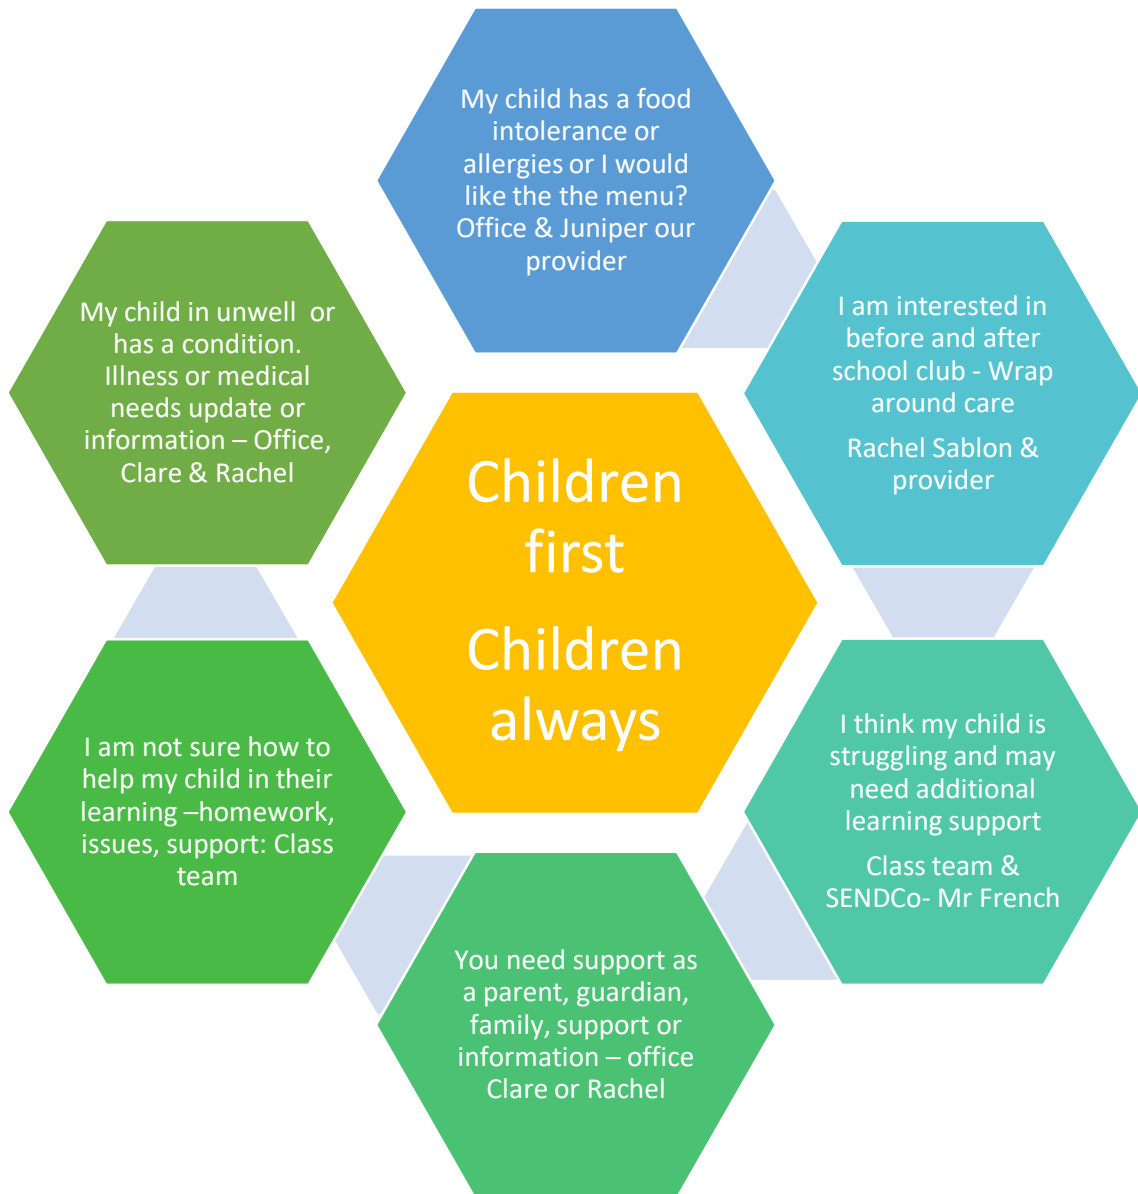 My child has a food
intolerance or
allergies or I would
like the the menu?
Office & Juniper our
provider
I am interested in
before and after
school club - Wrap
around care
Rachel Sablon &
provider
I think my child is
struggling and may
need additional
learning support
Class team &
SENDCo- Mr French
You need support as
a parent, guardian,
family, support or
information – office
Clare or Rachel
I am not sure how to
help my child in their
learning –homework,
issues, support: Class
team
My child in unwell  or
has a condition.
Illness or medical
needs update or
information – Office,
Clare & Rachel
Children
first
Children
always